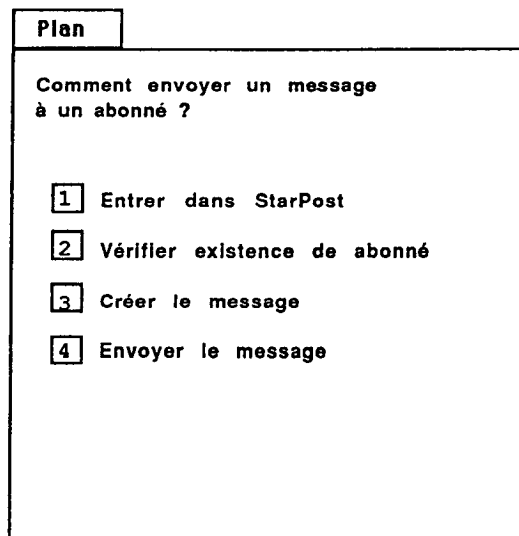 Plan
Comment envoyer un message
à un abonné ?
1 Entrer dans StarPost
2 Vérifier existence de abonné
3 Créer le message
4 Envoyer le message